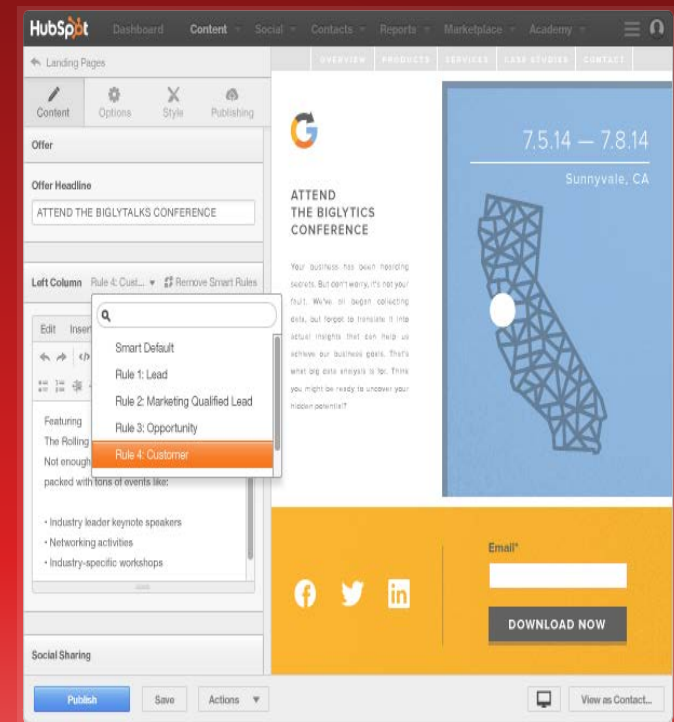 HubSpot Dashboard Content Social Contacts Reports Marketplace Academy
Landing Pages
OVERVIEW PRODUCTS SERVICES CASE STUDIES CONTACT
Content Options Style Publishing
Offer
Offer Headline
ATTEND THE BIGLYTALKS CONFERENCE
Left Column Rule 4: Cust... Remove Smart Rules
Edit Insert
Smart Default
Rule 1: Lead
Rule 2: Marketing Qualified Lead
Rule 3: Opportunity
Rule 4: Customer
Featuring
The Rolling
Not enough
packed with tons of events like:
• Industry leader keynote speakers
• Networking activities
• Industry-specific workshops
Social Sharing
Publish Save Actions
7.5.14 — 7.8.14
Sunnyvale, CA
ATTEND
THE BIGLYTICS
CONFERENCE
Your business has been hoarding
secrets. But don't worry, it's not your
fault. We've all began collecting
data, but forgot to translate it into
actual insights that can help us
achieve our business goals. That's
what big data analysis is for. Think
you might be ready to uncover your
hidden potential?
Email*
DOWNLOAD NOW
View as Contact...